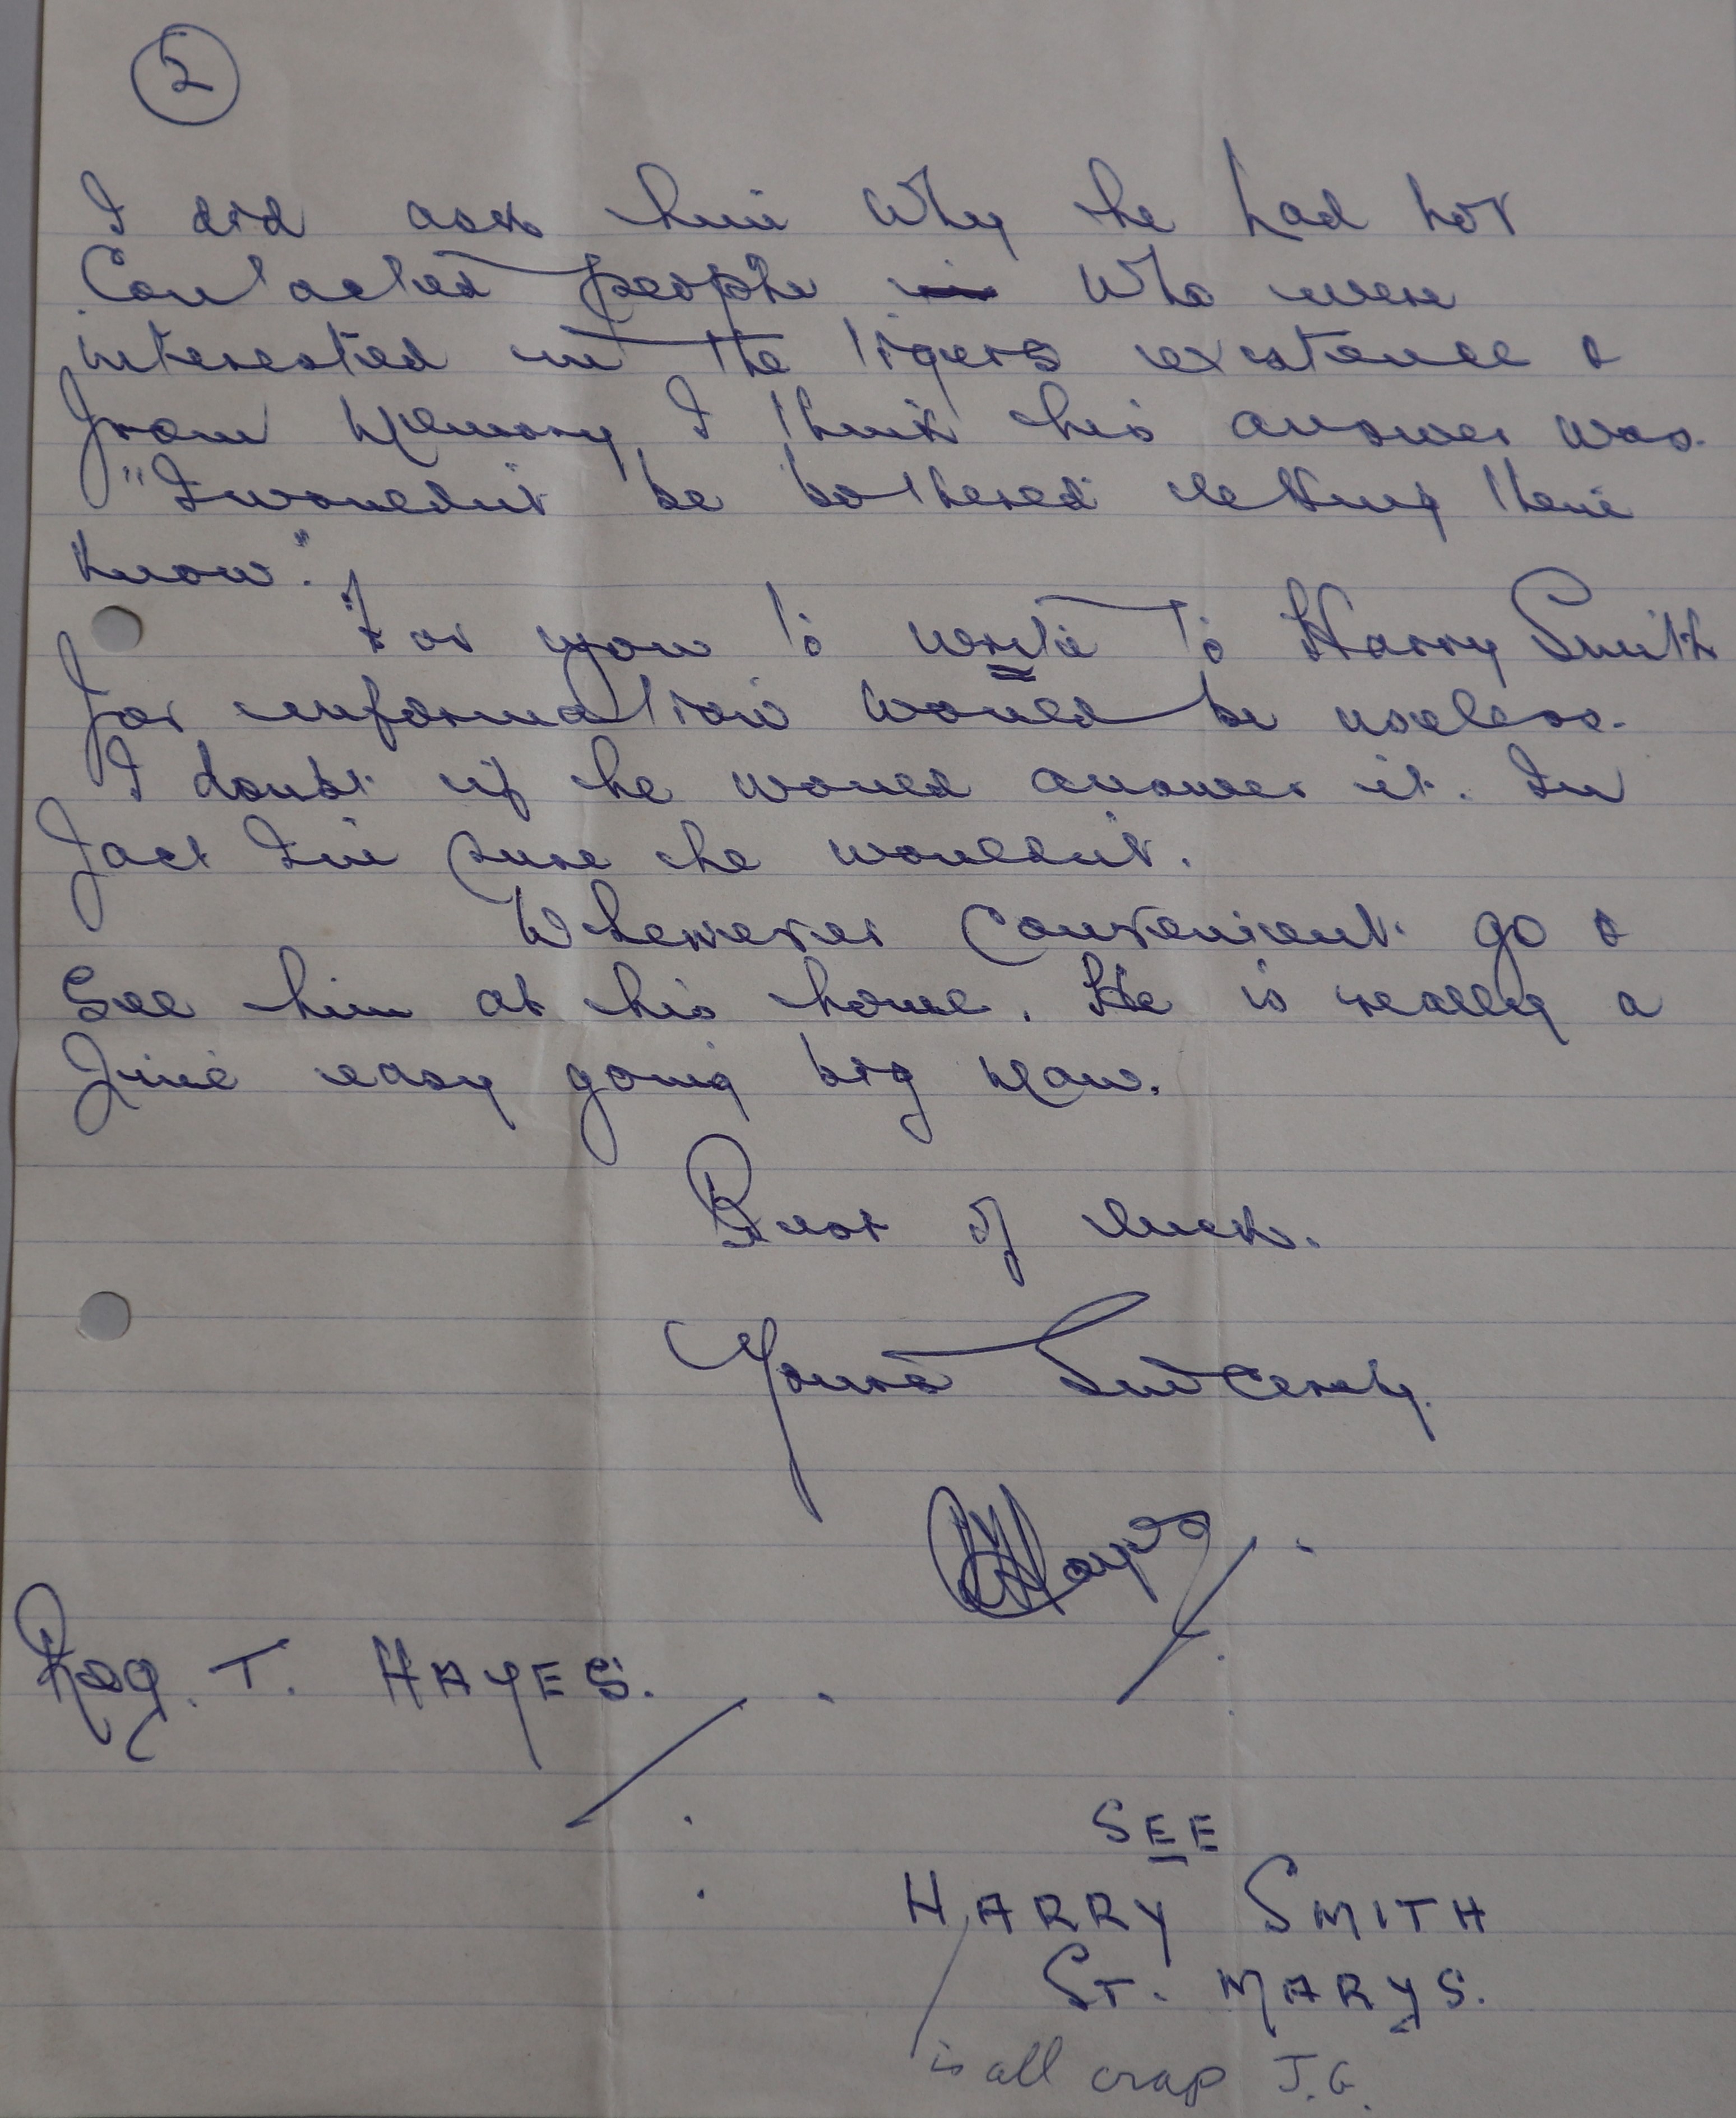 2
I did ask him Why he had not
Contacted people in Who were
interested in the tigers existence &
from Memory I think his answer was.
"I wouldn't be bothered letting them
know".
For you to write to Harry Smith
for information would be useless.
I doubt if he would answer it. In
fact I'm sure he wouldn't.
Whenever Convenient go &
See him at his home. He is really a
fine easy going big Man.
Best of luck.
Yours Sincerely.
Hayes
Reg. T. HAYES.
SEE
HARRY SMITH
ST. MARYS.
is all crap J.G.